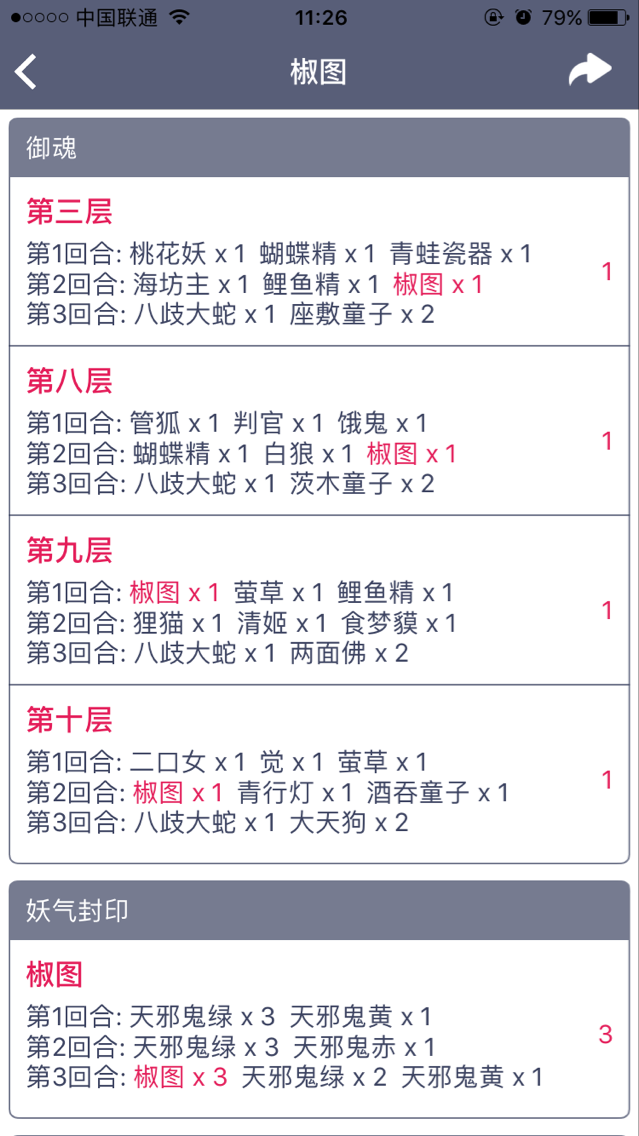 中国联通 11:26 79%
椒图
御魂
第三层
第1回合: 桃花妖 x 1 蝴蝶精 x 1 青蛙瓷器 x 1
第2回合: 海坊主 x 1 鲤鱼精 x 1 椒图 x 1
1
第3回合: 八歧大蛇 x 1 座敷童子 x 2
第八层
第1回合: 管狐 x 1 判官 x 1 饿鬼 x 1
第2回合: 蝴蝶精 x 1 白狼 x 1 椒图 x 1
1
第3回合: 八歧大蛇 x 1 茨木童子 x 2
第九层
第1回合: 椒图 x 1 萤草 x 1 鲤鱼精 x 1
1
第2回合: 狸猫 x 1 清姬 x 1 食梦貘 x 1
第3回合: 八歧大蛇 x 1 两面佛 x 2
第十层
第1回合: 二口女 x 1 觉 x 1 萤草 x 1
1
第2回合: 椒图 x 1 青行灯 x 1 酒吞童子 x 1
第3回合: 八歧大蛇 x 1 大天狗 x 2
妖气封印
椒图
第1回合: 天邪鬼绿 x 3 天邪鬼黄 x 1
3
第2回合: 天邪鬼绿 x 3 天邪鬼赤 x 1
第3回合: 椒图 x 3 天邪鬼绿 x 2 天邪鬼黄 x 1